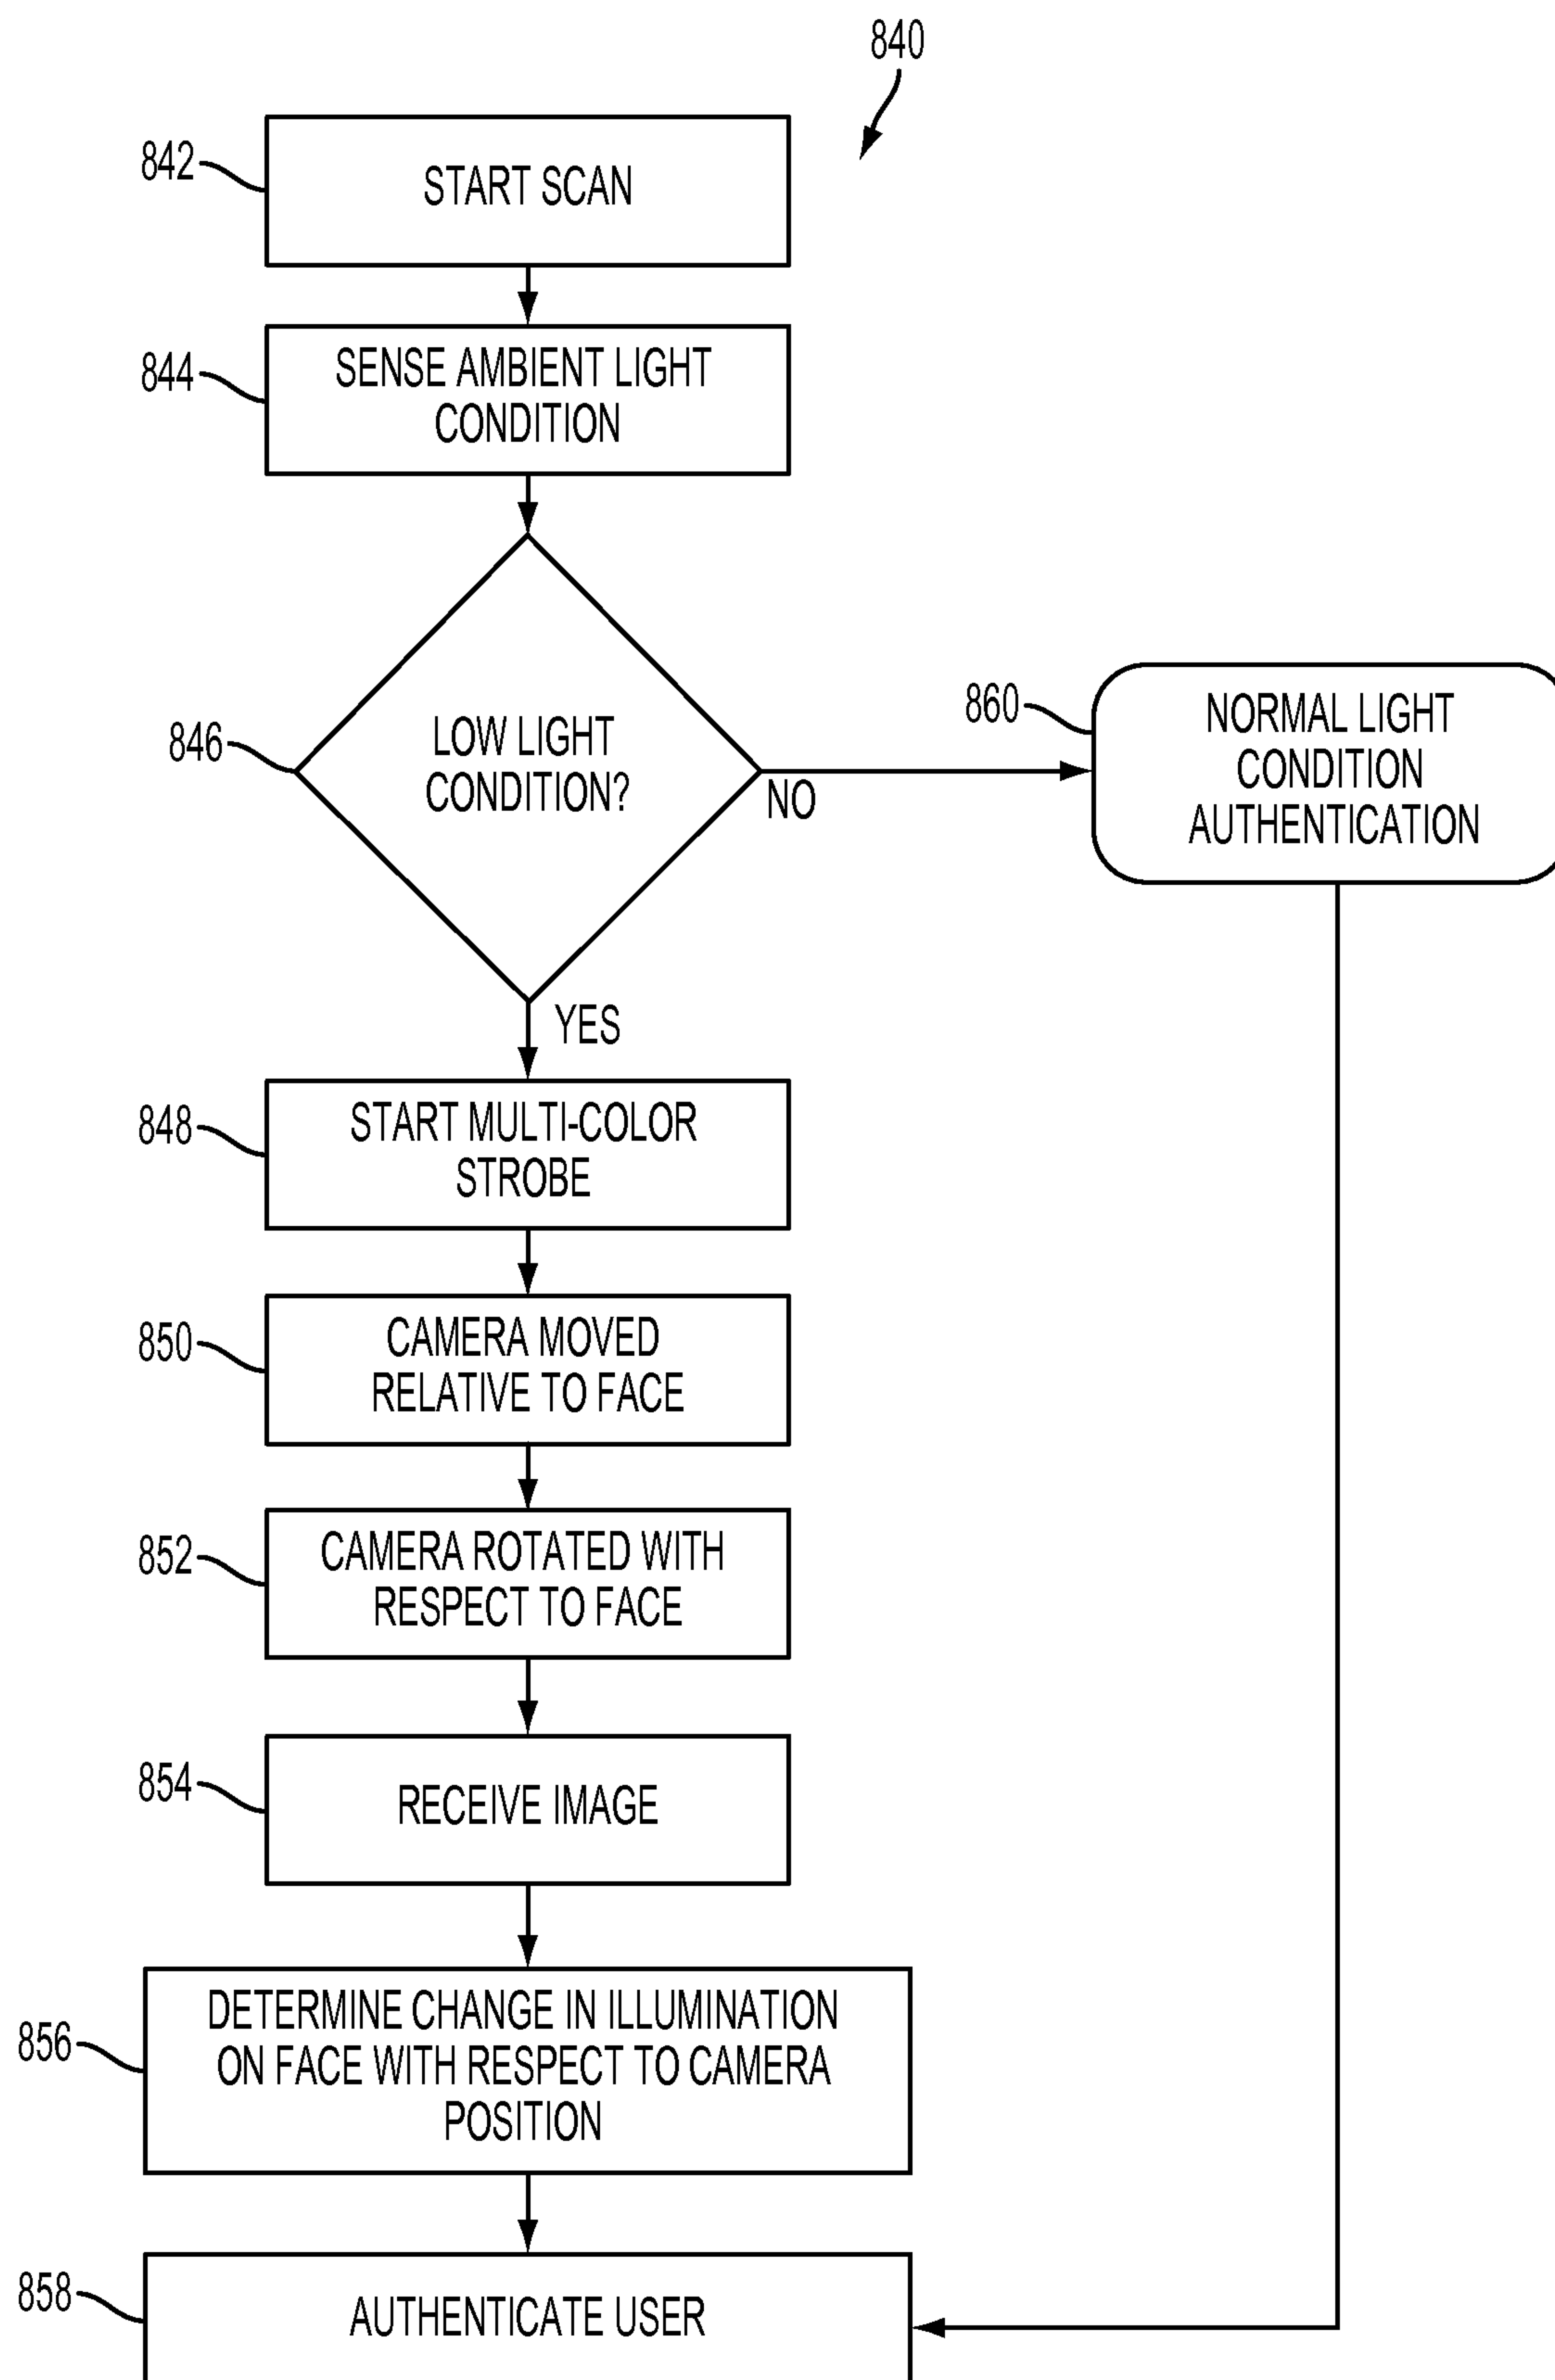 840
842
START SCAN
844
SENSE AMBIENT LIGHT
CONDITION
846
LOW LIGHT
CONDITION?
NO
860
NORMAL LIGHT
CONDITION
AUTHENTICATION
YES
848
START MULTI-COLOR
STROBE
850
CAMERA MOVED
RELATIVE TO FACE
852
CAMERA ROTATED WITH
RESPECT TO FACE
854
RECEIVE IMAGE
856
DETERMINE CHANGE IN ILLUMINATION
ON FACE WITH RESPECT TO CAMERA
POSITION
858
AUTHENTICATE USER